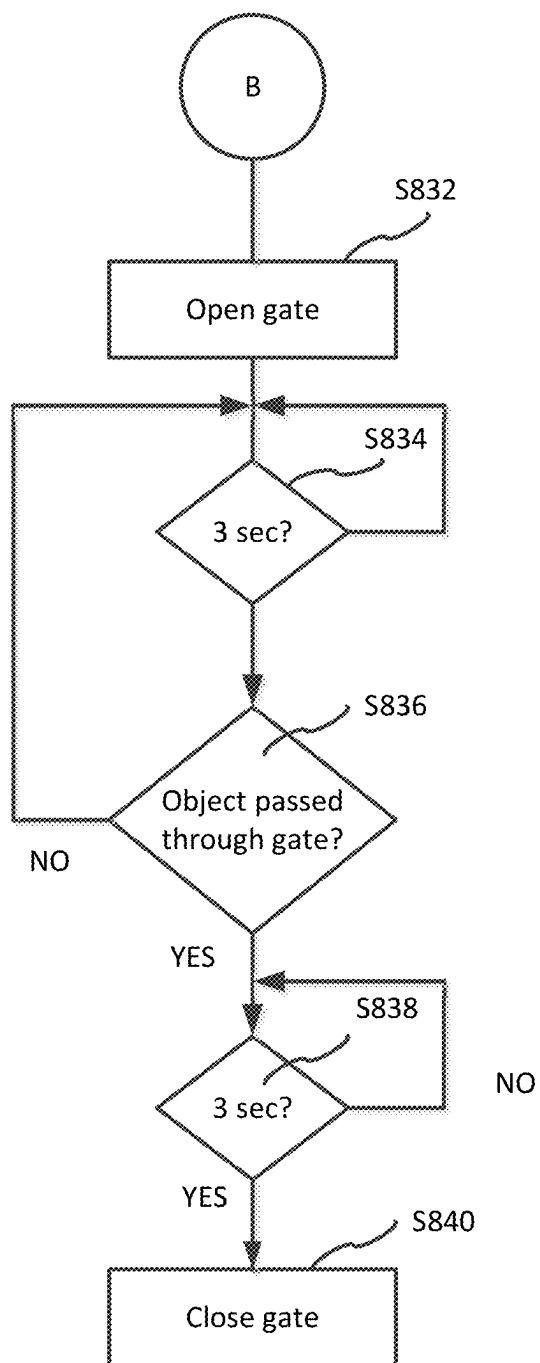 B
S832
Open gate
S834
3 sec?
S836
Object passed
through gate?
NO
YES
S838
3 sec?
NO
YES
S840
Close gate